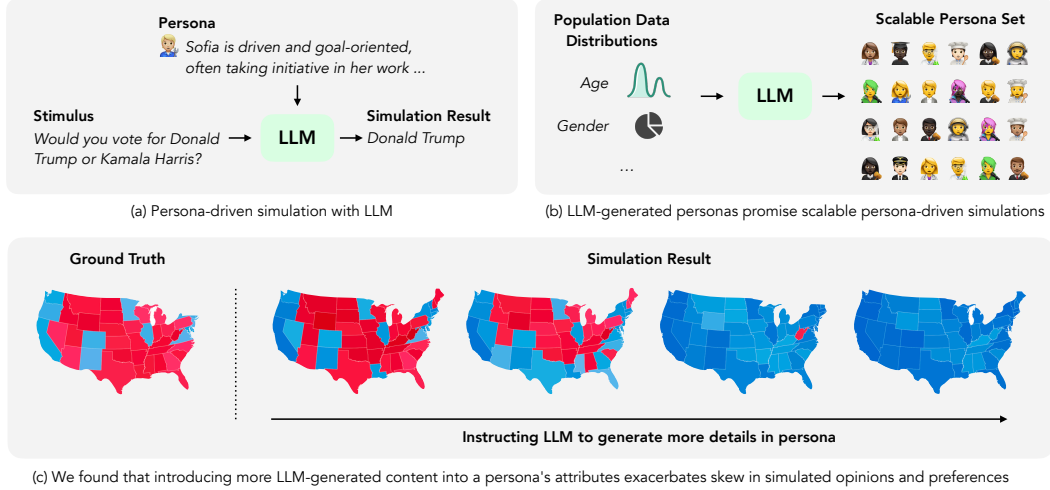 Persona
Sofia is driven and goal-oriented,
often taking initiative in her work ...
Stimulus
Would you vote for Donald
Trump or Kamala Harris?
LLM
Simulation Result
Donald Trump
(a) Persona-driven simulation with LLM
Population Data
Distributions
Age
Gender
...
LLM
Scalable Persona Set
(b) LLM-generated personas promise scalable persona-driven simulations
Ground Truth
Simulation Result
Instructing LLM to generate more details in persona
(c) We found that introducing more LLM-generated content into a persona's attributes exacerbates skew in simulated opinions and preferences